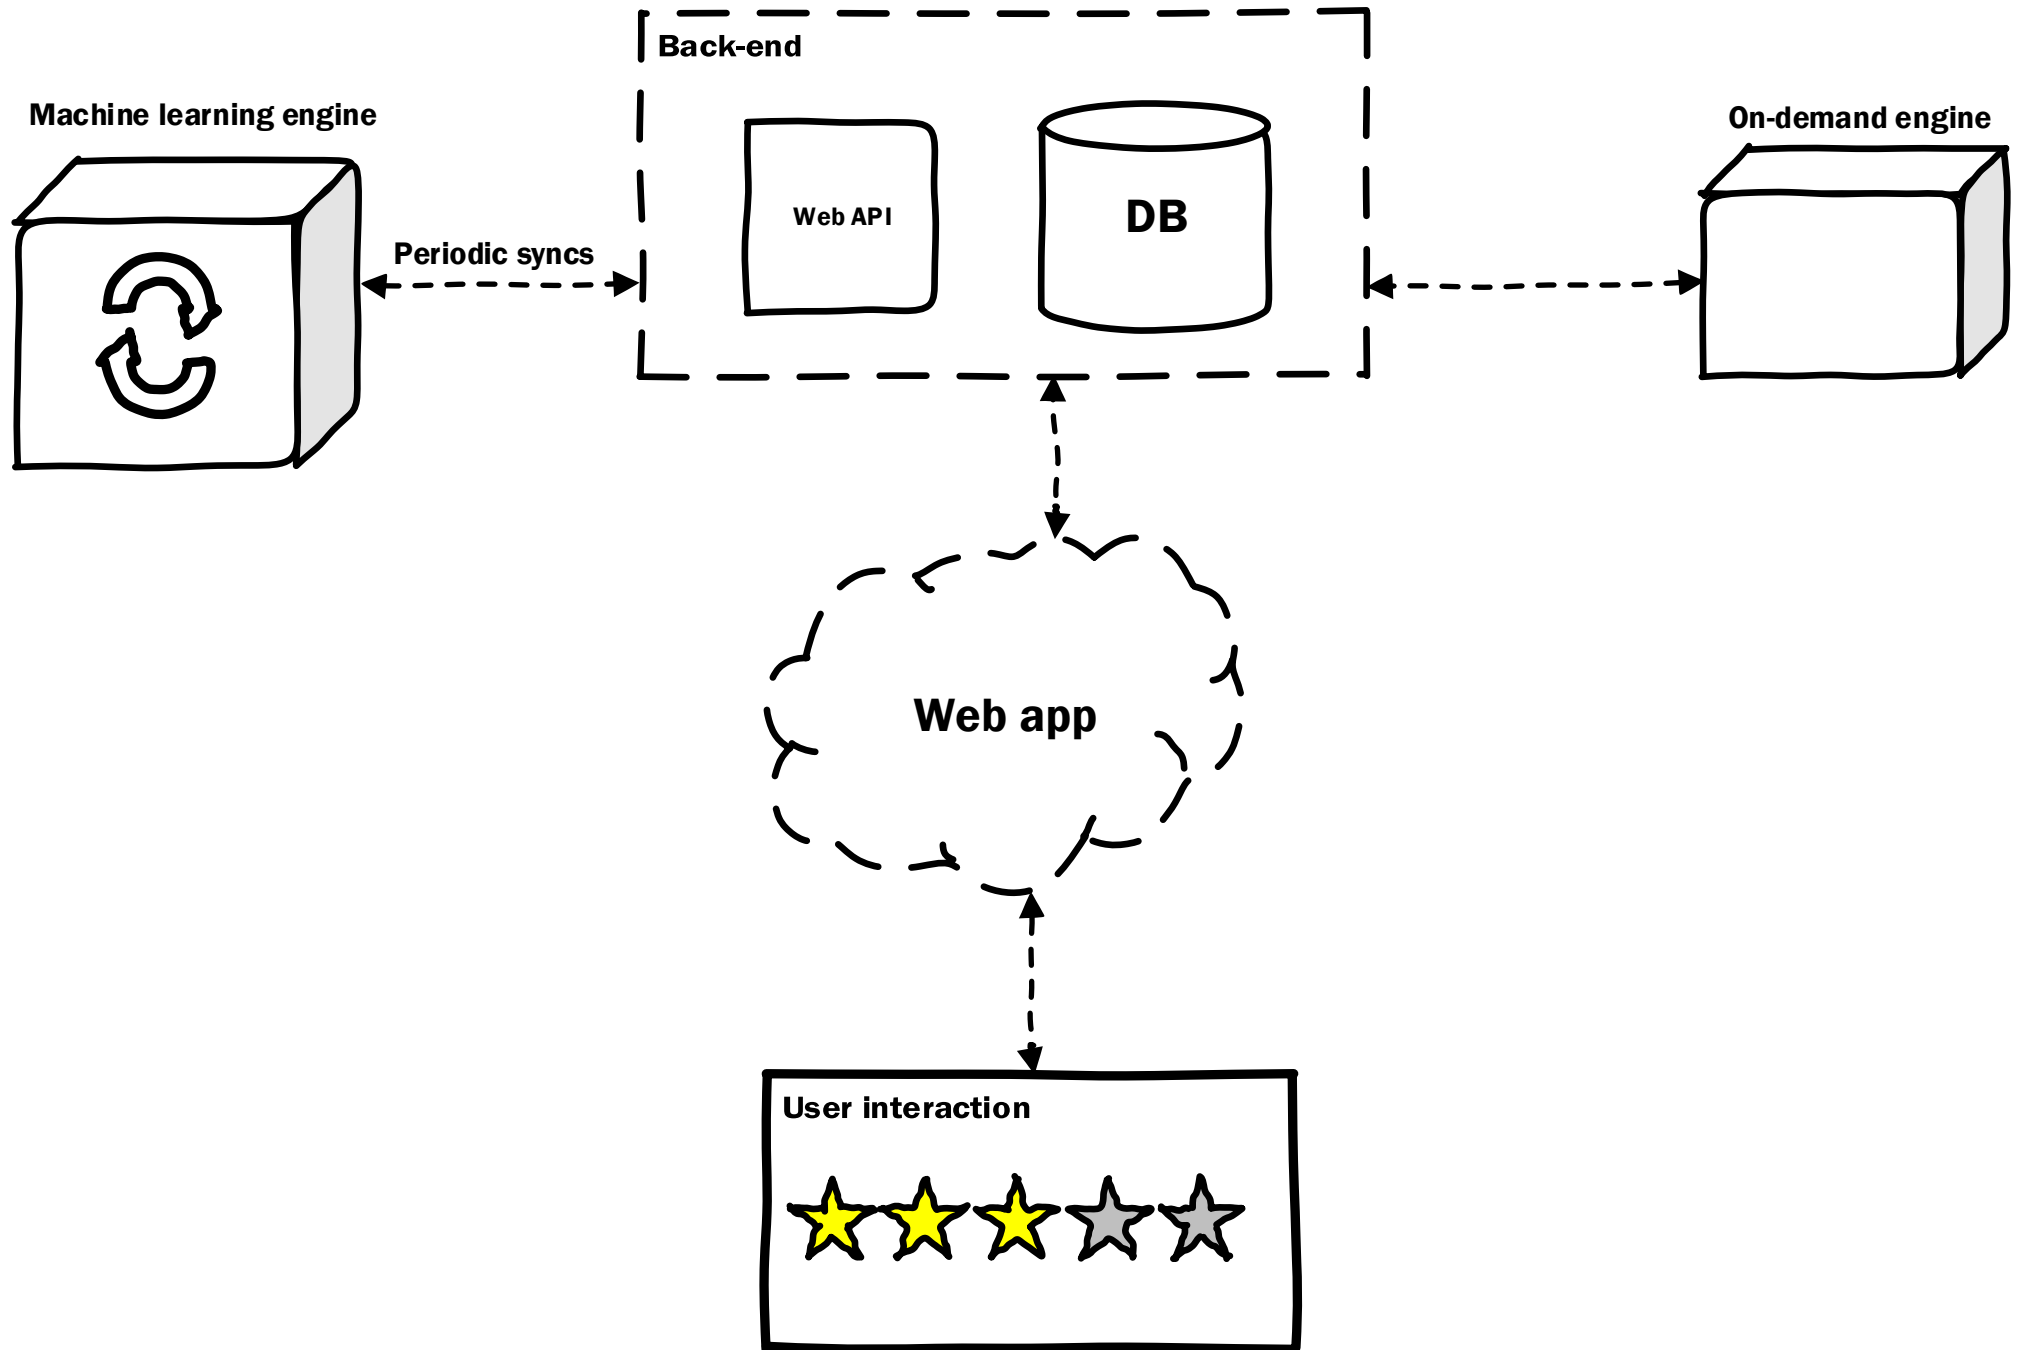 Back-end
Machine learning engine
On-demand engine
Web API
DB
Periodic syncs
Web app
User interaction